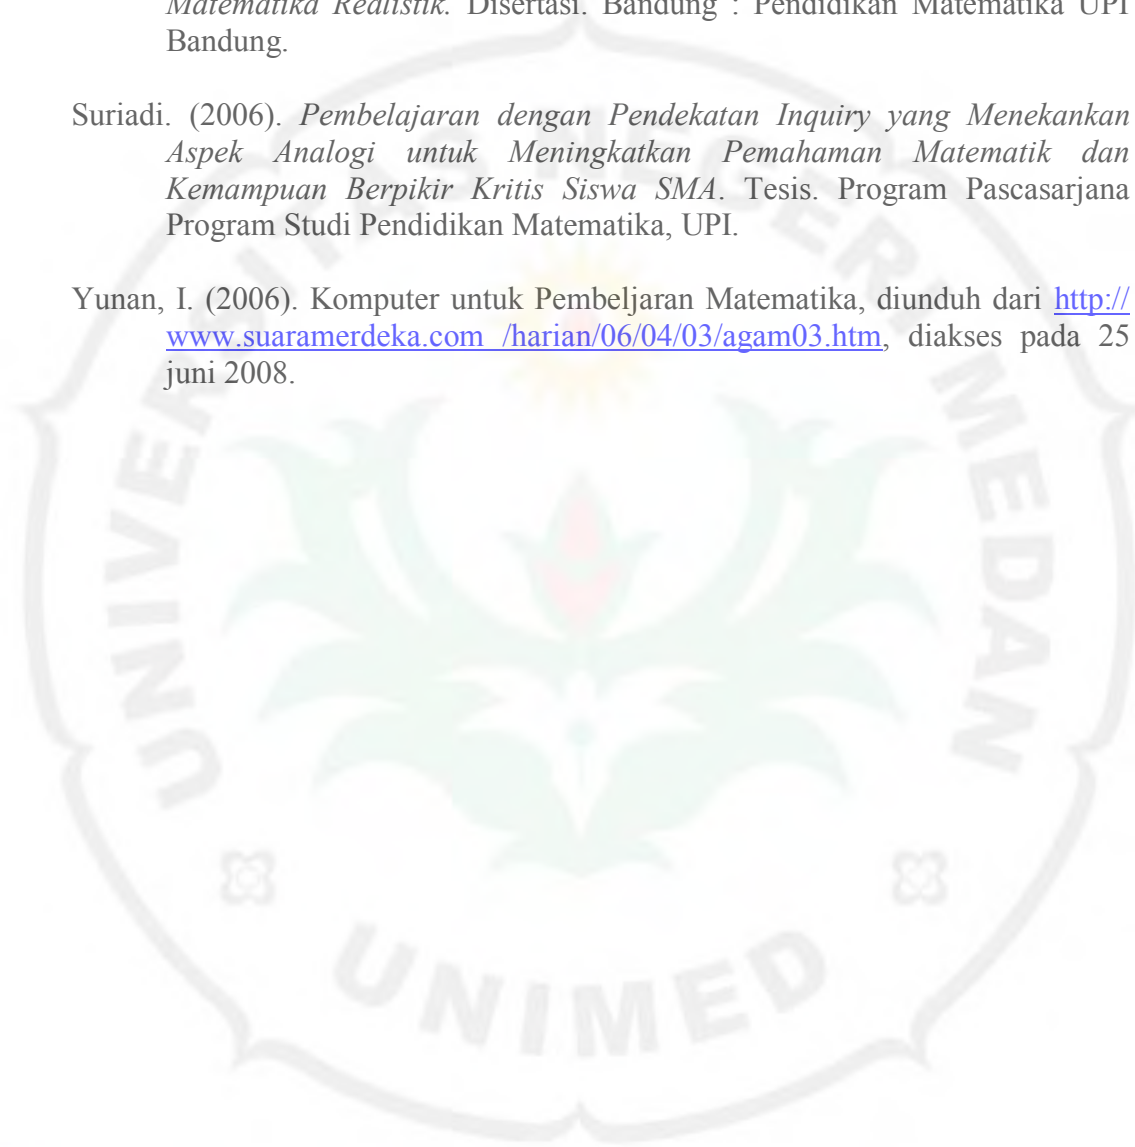 Matematika Realistik. Disertasi. Bandung : Pendidikan Matematika UPI
Bandung.
Suriadi. (2006). Pembelajaran dengan Pendekatan Inquiry yang Menekankan
Aspek Analogi untuk Meningkatkan Pemahaman Matematik dan
Kemampuan Berpikir Kritis Siswa SMA. Tesis. Program Pascasarjana
Program Studi Pendidikan Matematika, UPI.
Yunan, I. (2006). Komputer untuk Pembeljaran Matematika, diunduh dari http://
www.suaramerdeka.com /harian/06/04/03/agam03.htm, diakses pada 25
juni 2008.
UNIVERSITAS NEGERI MEDAN
UNIMED